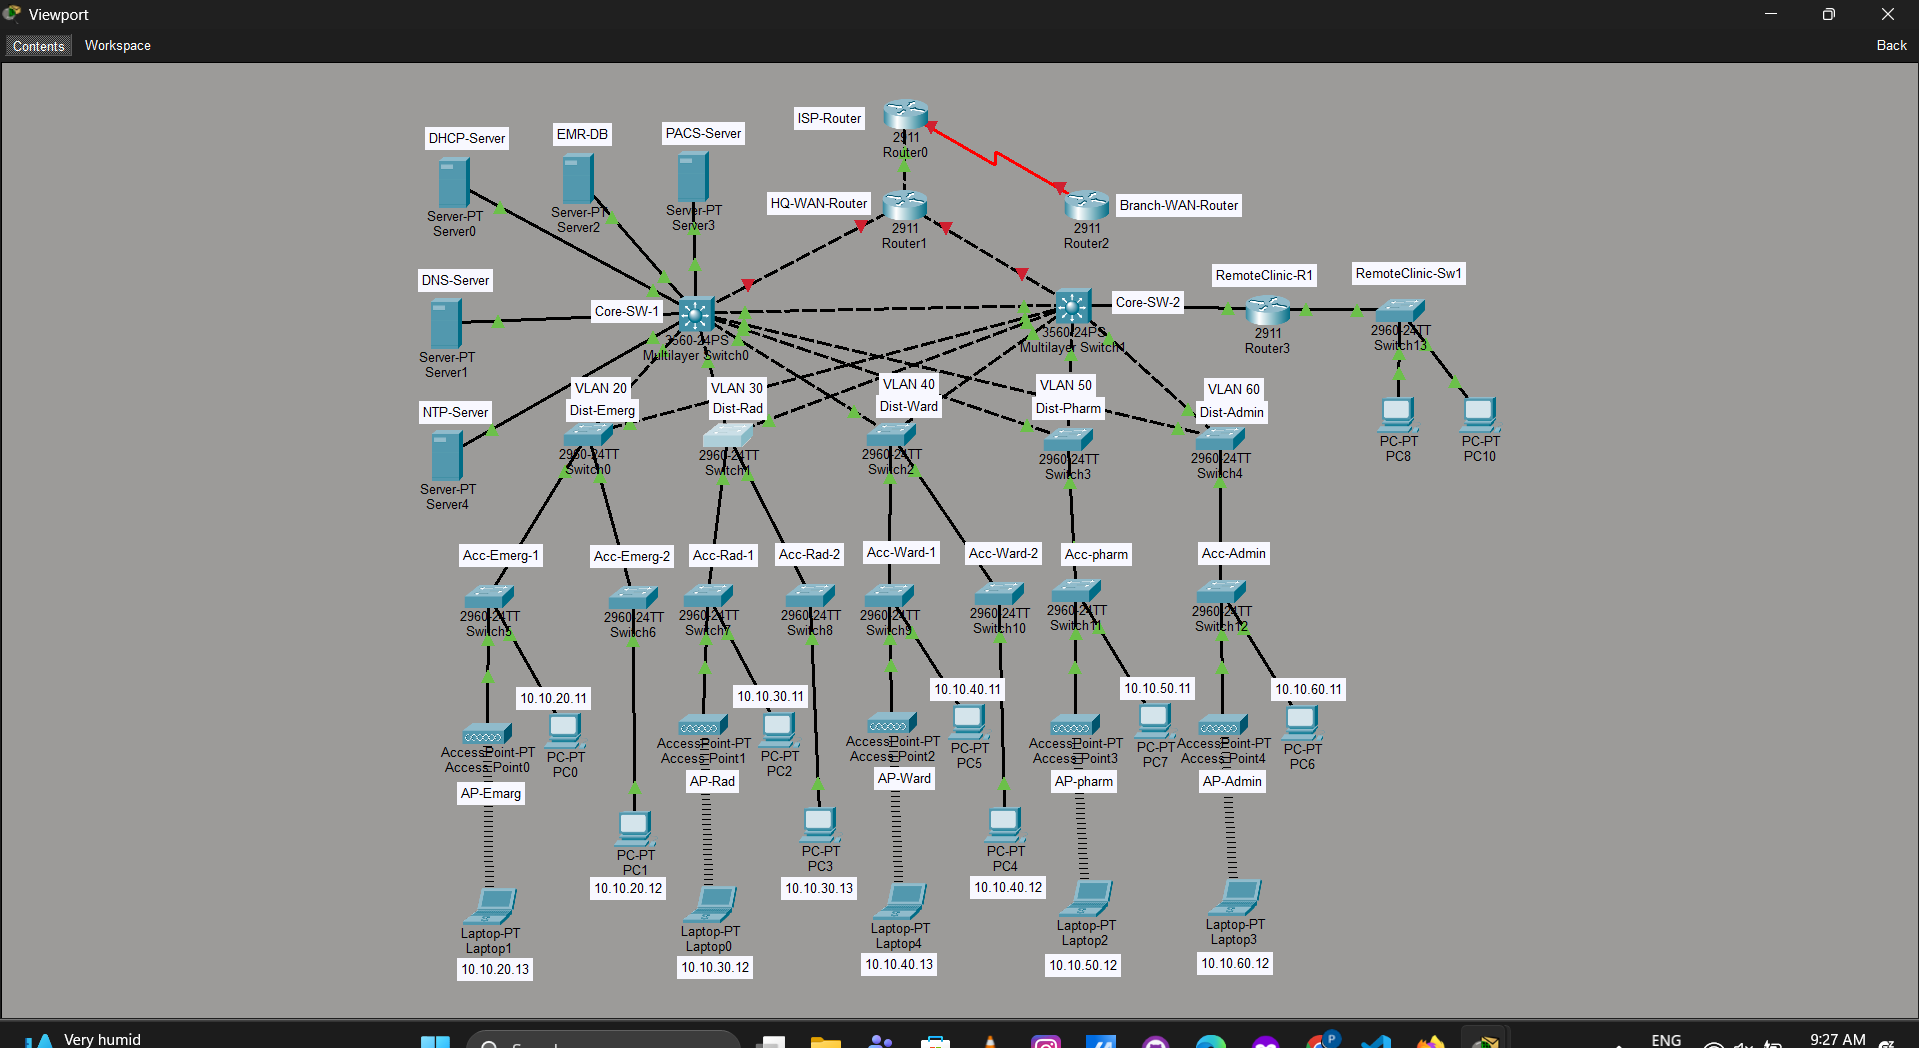 Viewport
Contents
Workspace
Back
ISP-Router
2911
Router0
DHCP-Server
EMR-DB
PACS-Server
Server-PT
Server0
Server-PT
Server2
Server-PT
Server3
HQ-WAN-Router
2911
Router1
Branch-WAN-Router
2911
Router2
DNS-Server
Server-PT
Server1
Core-SW-1
3560-24PS
Multilayer Switch0
Core-SW-2
3560-24PS
Multilayer Switch1
RemoteClinic-R1
2911
Router3
RemoteClinic-Sw1
2960-24TT
Switch13
PC-PT
PC8
PC-PT
PC10
NTP-Server
Server-PT
Server4
VLAN 20
Dist-Emerg
2960-24TT
Switch0
VLAN 30
Dist-Rad
2960-24TT
Switch1
VLAN 40
Dist-Ward
2960-24TT
Switch2
VLAN 50
Dist-Pharm
2960-24TT
Switch3
VLAN 60
Dist-Admin
2960-24TT
Switch4
Acc-Emerg-1
2960-24TT
Switch5
Acc-Emerg-2
2960-24TT
Switch6
Acc-Rad-1
2960-24TT
Switch7
Acc-Rad-2
2960-24TT
Switch8
Acc-Ward-1
2960-24TT
Switch9
Acc-Ward-2
2960-24TT
Switch10
Acc-pharm
2960-24TT
Switch11
Acc-Admin
2960-24TT
Switch12
10.10.20.11
AccessPoint-PT
Access Point0
PC-PT
PC0
AP-Emarg
10.10.30.11
AccessPoint-PT
Access Point1
PC-PT
PC2
AP-Rad
10.10.40.11
AccessPoint-PT
Access Point2
PC-PT
PC5
AP-Ward
10.10.50.11
AccessPoint-PT
Access Point3
PC-PT
PC7
AP-pharm
10.10.60.11
AccessPoint-PT
Access Point4
PC-PT
PC6
AP-Admin
PC-PT
PC1
10.10.20.12
PC-PT
PC3
10.10.30.13
PC-PT
PC4
10.10.40.12
Laptop-PT
Laptop1
10.10.20.13
Laptop-PT
Laptop0
10.10.30.12
Laptop-PT
Laptop4
10.10.40.13
Laptop-PT
Laptop2
10.10.50.12
Laptop-PT
Laptop3
10.10.60.12
Very humid
P
ENG
9:27 AM